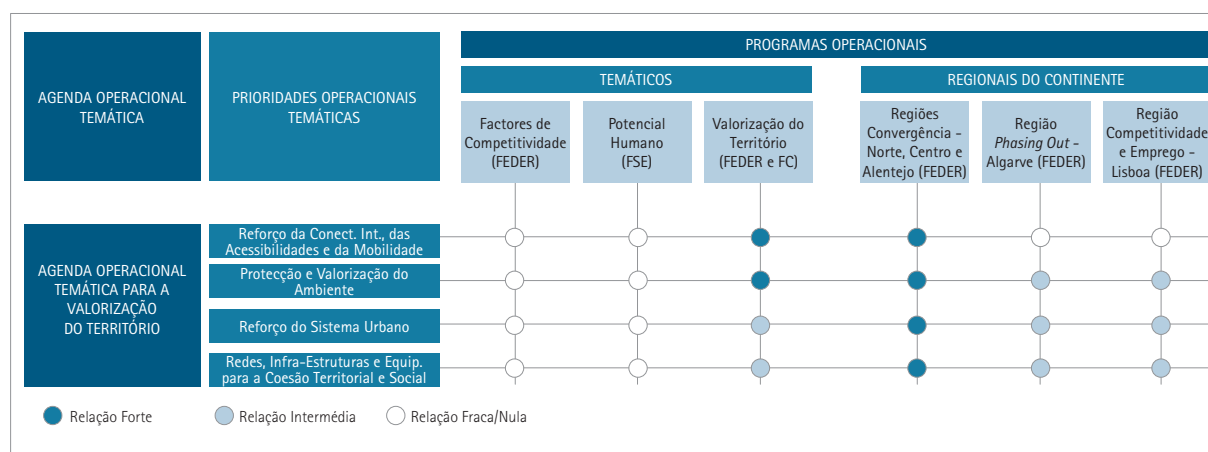 PROGRAMAS OPERACIONAIS
AGENDA OPERACIONAL
TEMÁTICA
PRIORIDADES OPERACIONAIS
TEMÁTICAS
TEMÁTICOS
REGIONAIS DO CONTINENTE
Factores de
Competitividade
(FEDER)
Potencial
Humano
(FSE)
Valorização do
Território
(FEDER e FC)
Regiões
Convergência -
Norte, Centro e
Alentejo (FEDER)
Região
Phasing Out -
Algarve (FEDER)
Região
Competitividade
e Emprego -
Lisboa (FEDER)
AGENDA OPERACIONAL
TEMÁTICA PARA A
VALORIZAÇÃO
DO TERRITÓRIO
Reforço da Conect. Int., das
Acessibilidades e da Mobilidade
Protecção e Valorização do
Ambiente
Reforço do Sistema Urbano
Redes, Infra-Estruturas e Equip.
para a Coesão Territorial e Social
Relação Forte
Relação Intermédia
Relação Fraca/Nula